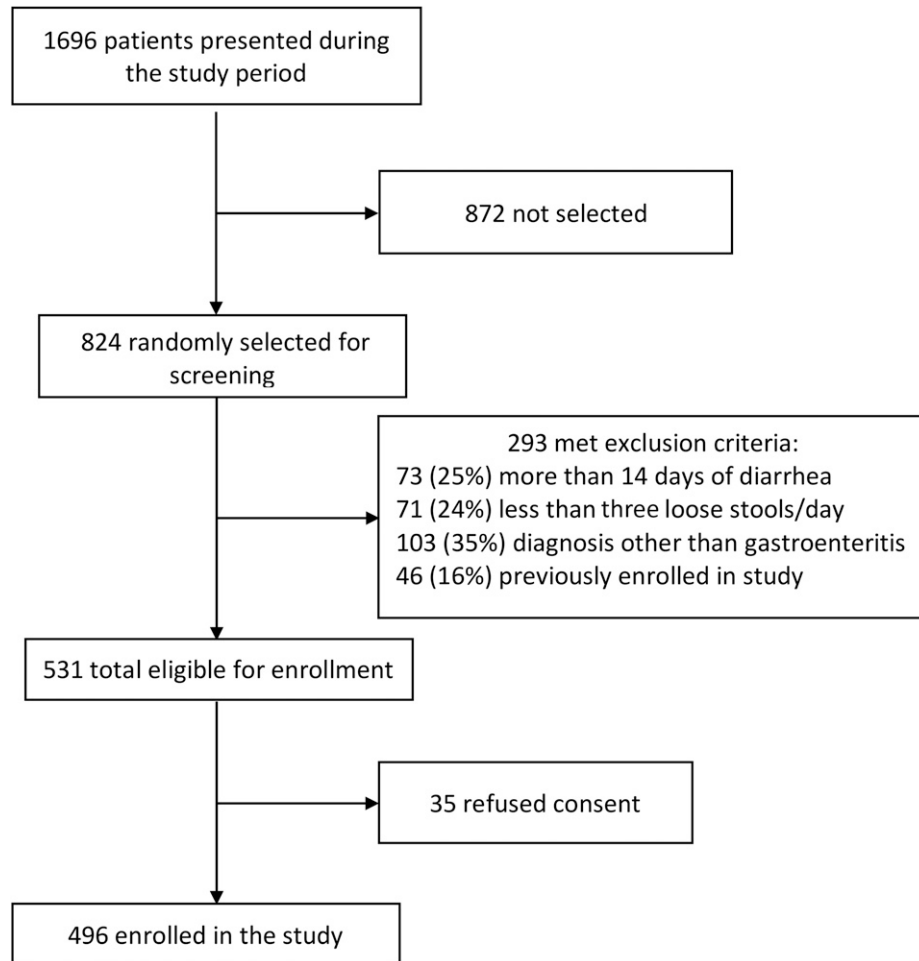 1696 patients presented during
the study period
872 not selected
824 randomly selected for
screening
293 met exclusion criteria:
73 (25%) more than 14 days of diarrhea
71 (24%) less than three loose stools/day
103 (35%) diagnosis other than gastroenteritis
46 (16%) previously enrolled in study
531 total eligible for enrollment
35 refused consent
496 enrolled in the study